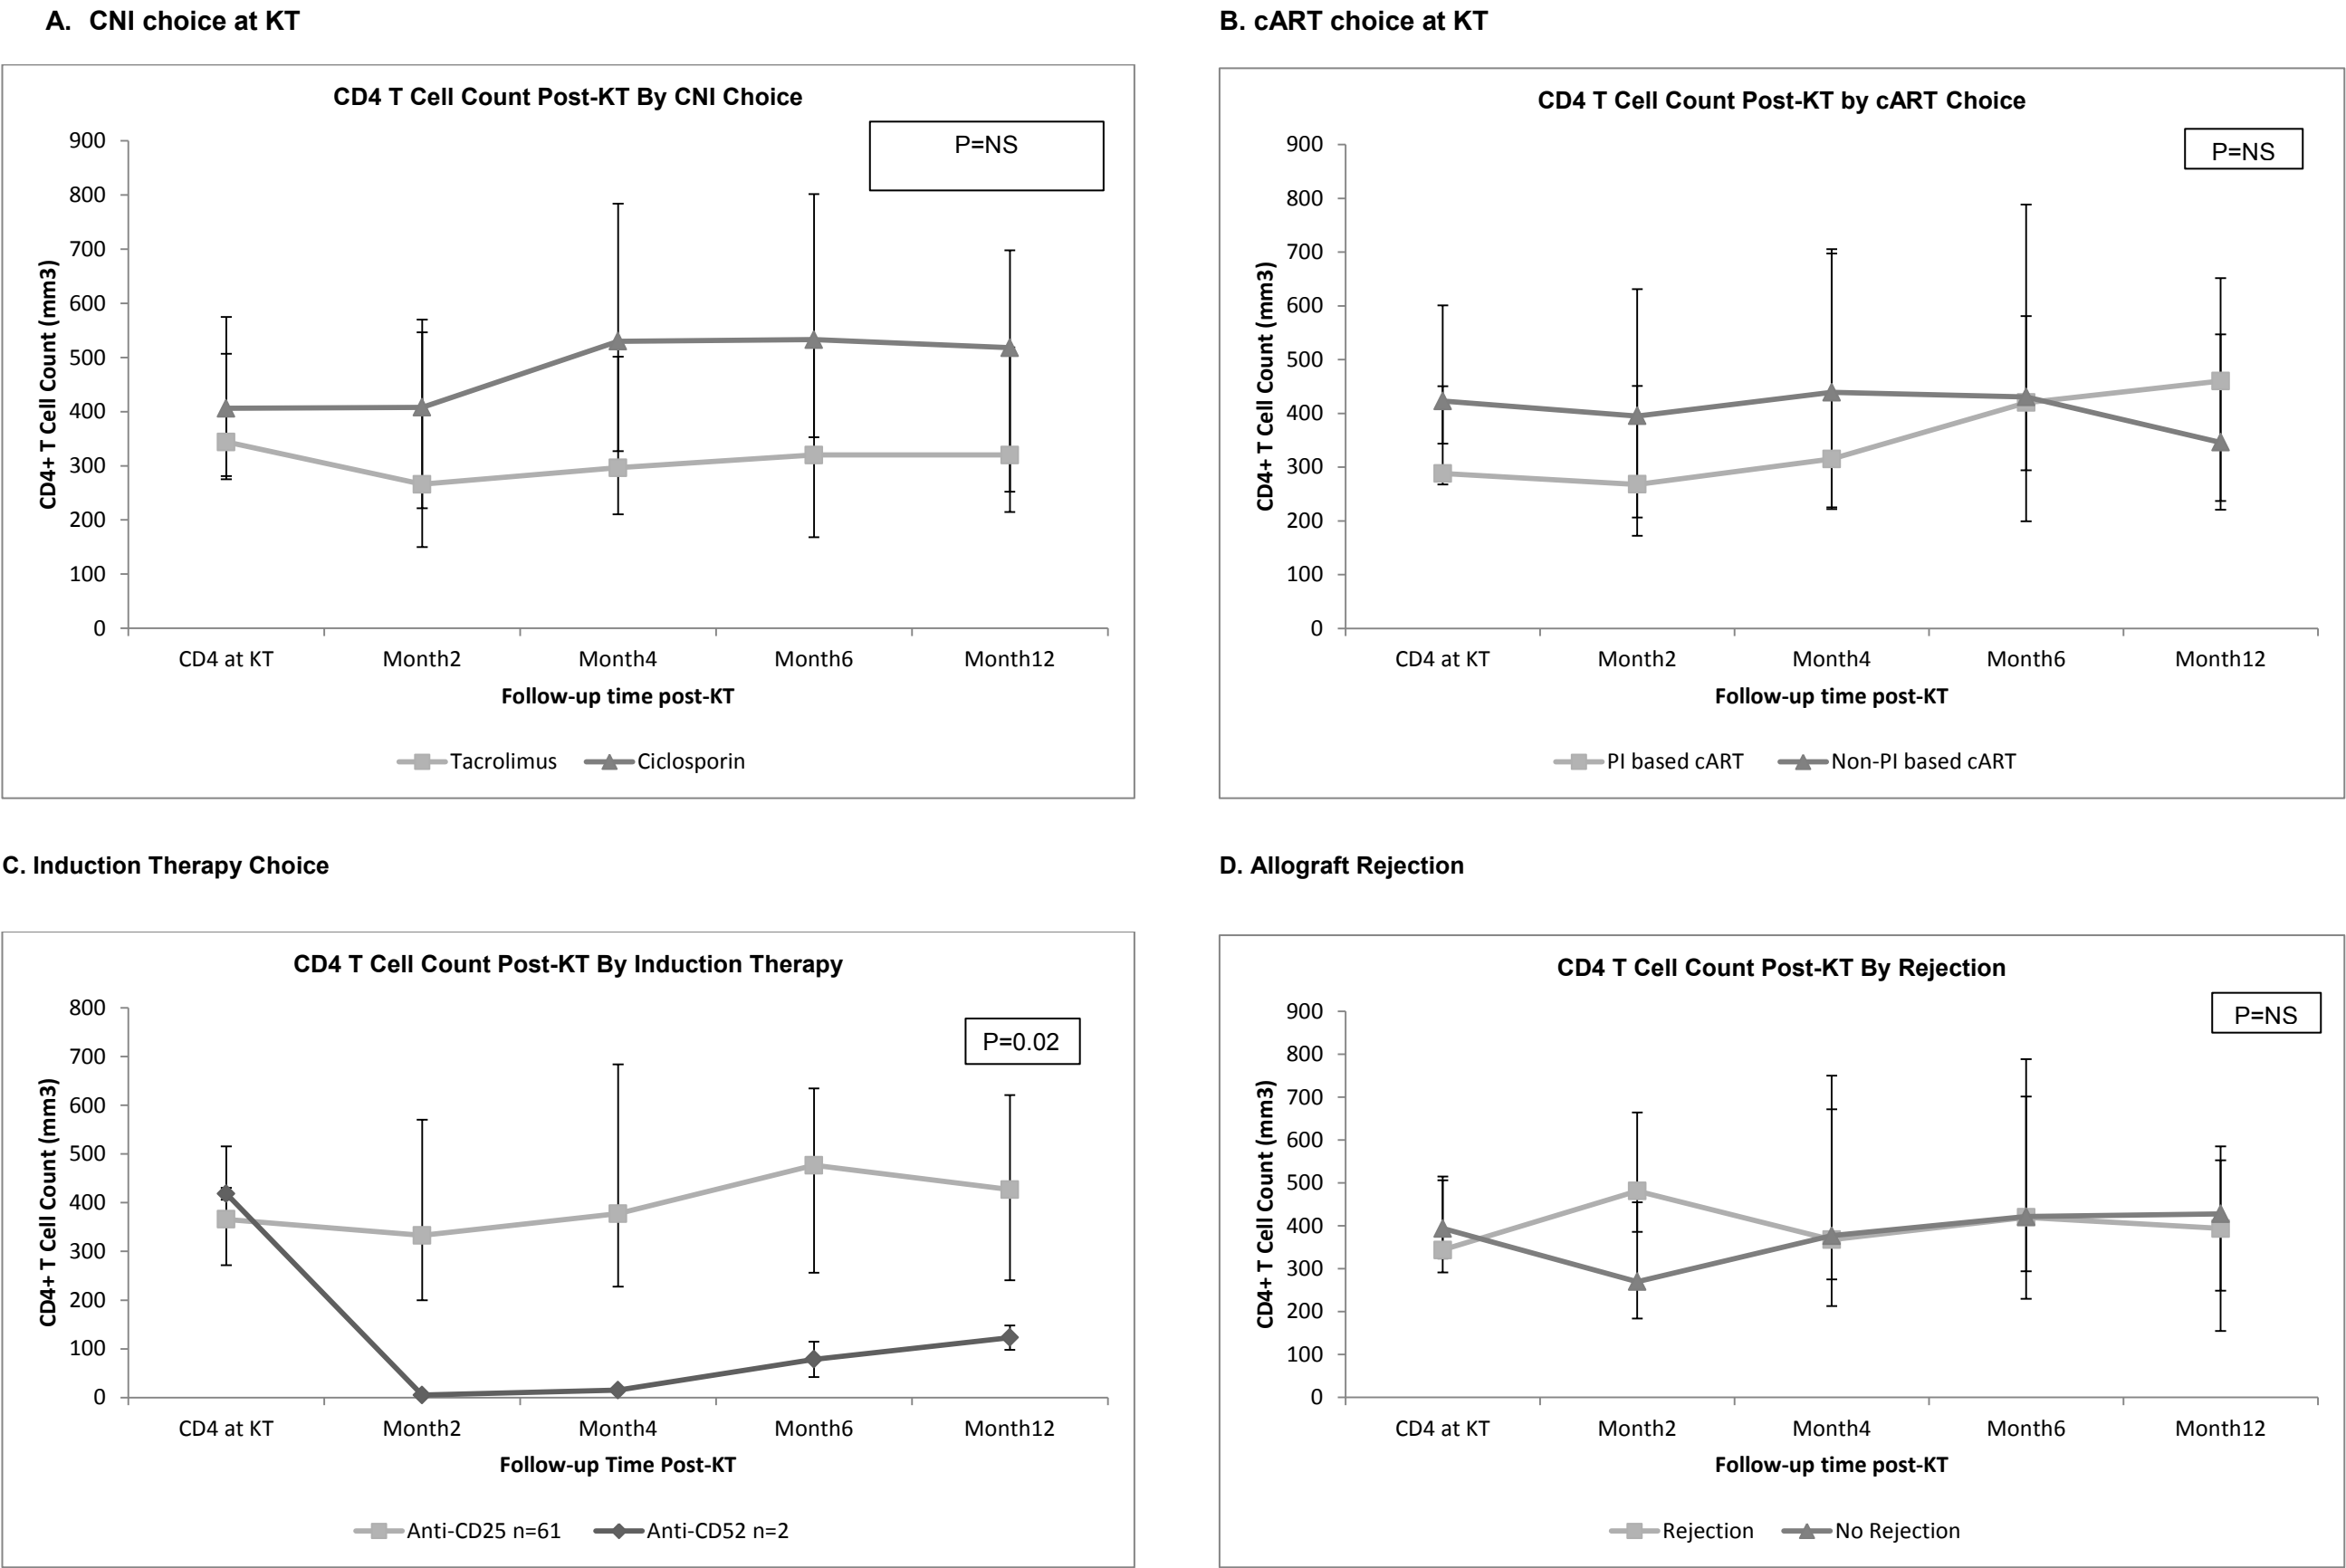 A. CNI choice at KT
CD4 T Cell Count Post-KT By CNI Choice
P=NS
CD4+ T Cell Count (mm3)
900
800
700
600
500
400
300
200
100
0
CD4 at KT Month2 Month4 Month6 Month12
Follow-up time post-KT
Tacrolimus Ciclosporin
B. cART choice at KT
CD4 T Cell Count Post-KT by cART Choice
P=NS
CD4+ T Cell Count (mm3)
900
800
700
600
500
400
300
200
100
0
CD4 at KT Month2 Month4 Month6 Month12
Follow-up time post-KT
PI based cART Non-PI based cART
C. Induction Therapy Choice
CD4 T Cell Count Post-KT By Induction Therapy
P=0.02
CD4+ T Cell Count (mm3)
800
700
600
500
400
300
200
100
0
CD4 at KT Month2 Month4 Month6 Month12
Follow-up Time Post-KT
Anti-CD25 n=61 Anti-CD52 n=2
D. Allograft Rejection
CD4 T Cell Count Post-KT By Rejection
P=NS
CD4+ T Cell Count (mm3)
900
800
700
600
500
400
300
200
100
0
CD4 at KT Month2 Month4 Month6 Month12
Follow-up time post-KT
Rejection No Rejection